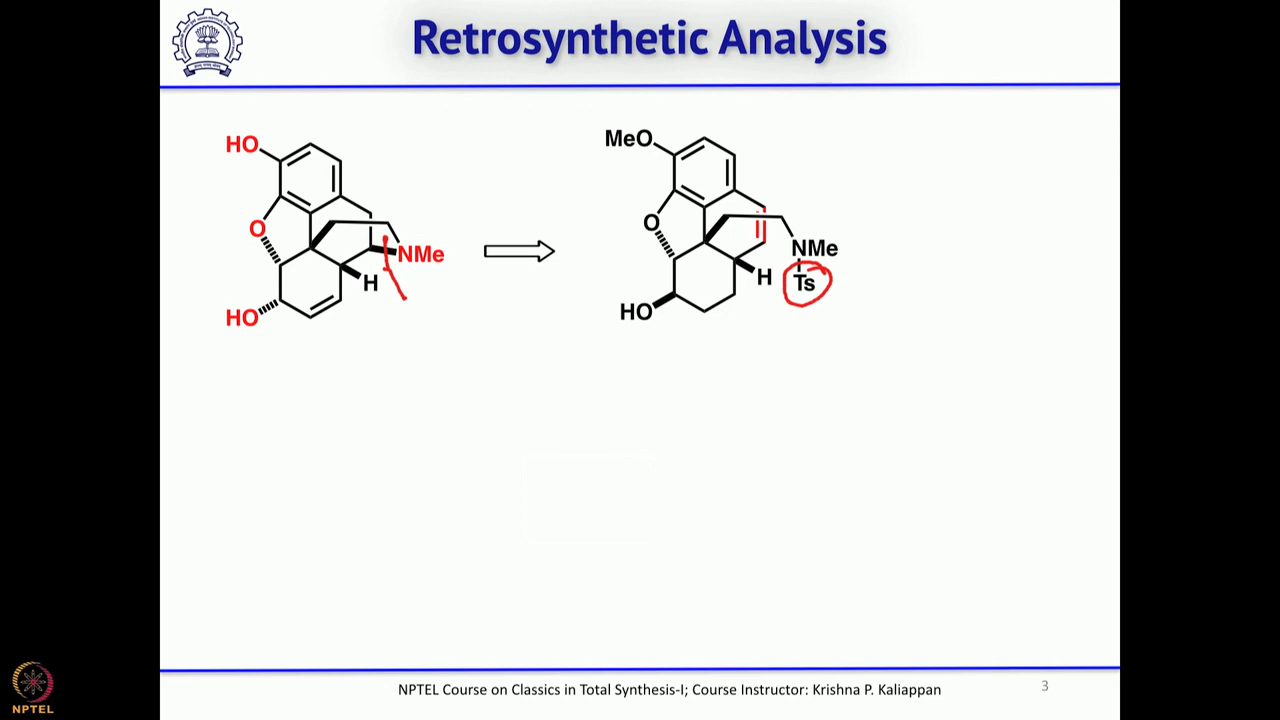 Retrosynthetic Analysis
HO
O
NMe
H
HO
MeO
O
NMe
H
Ts
HO
NPTEL Course on Classics in Total Synthesis-I; Course Instructor: Krishna P. Kaliappan
3
NPTEL